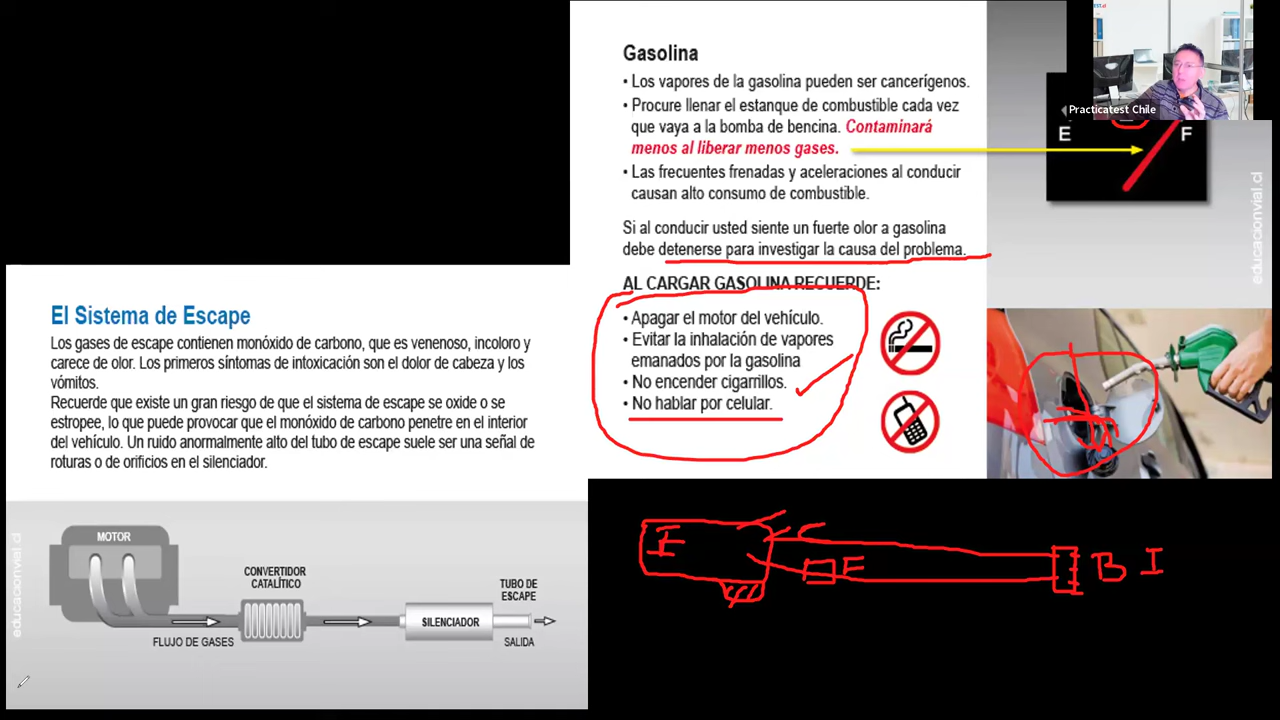 Gasolina
• Los vapores de la gasolina pueden ser cancerígenos.
• Procure llenar el estanque de combustible cada vez
que vaya a la bomba de bencina. Contaminará
menos al liberar menos gases.
• Las frecuentes frenadas y aceleraciones al conducir
causan alto consumo de combustible.
Si al conducir usted siente un fuerte olor a gasolina
debe detenerse para investigar la causa del problema.
AL CARGAR GASOLINA RECUERDE:
• Apagar el motor del vehículo.
• Evitar la inhalación de vapores
emanados por la gasolina
• No encender cigarrillos.
• No hablar por celular.
Practicatest Chile
E F
educacionvial.cl
El Sistema de Escape
Los gases de escape contienen monóxido de carbono, que es venenoso, incoloro y
carece de olor. Los primeros síntomas de intoxicación son el dolor de cabeza y los
vómitos.
Recuerde que existe un gran riesgo de que el sistema de escape se oxide o se
estropee, lo que puede provocar que el monóxido de carbono penetre en el interior
del vehículo. Un ruido anormalmente alto del tubo de escape suele ser una señal de
roturas o de orificios en el silenciador.
MOTOR
CONVERTIDOR
CATALÍTICO
TUBO DE
ESCAPE
SILENCIADOR
FLUJO DE GASES
SALIDA
educacionvial.cl
E C
F B I